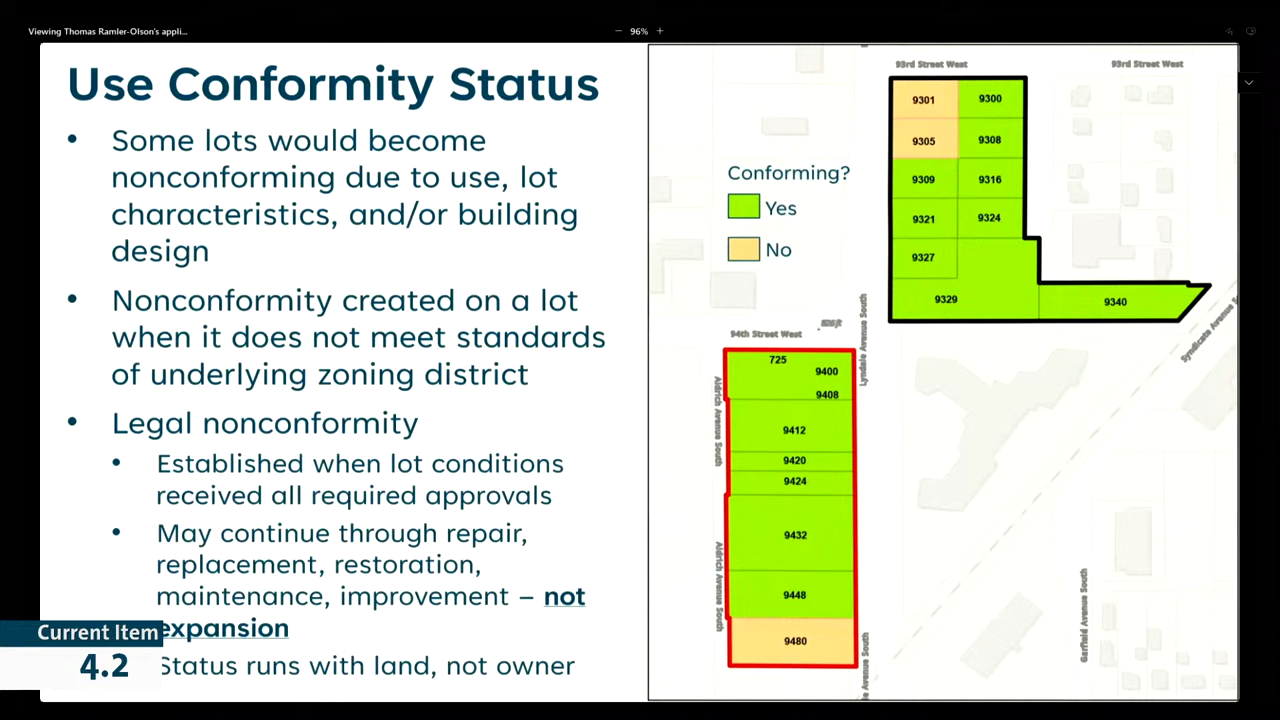 Viewing Thomas Ramler-Olson's appli...
96%
Use Conformity Status
• Some lots would become
nonconforming due to use, lot
characteristics, and/or building
design
• Nonconformity created on a lot
when it does not meet standards
of underlying zoning district
• Legal nonconformity
• Established when lot conditions
received all required approvals
• May continue through repair,
replacement, restoration,
maintenance, improvement – not
expansion
Status runs with land, not owner
Current Item
4.2
93rd Street West
93rd Street West
Conforming?
Yes
No
9301
9300
9305
9308
9309
9316
9321
9324
9327
9329
9340
94th Street West
Lyndale Avenue South
Syndicate Avenue S
725
9400
9408
9412
9420
9424
9432
9448
9480
Aldrich Avenue South
Aldrich Avenue South
Garfield Avenue South
Avenue South